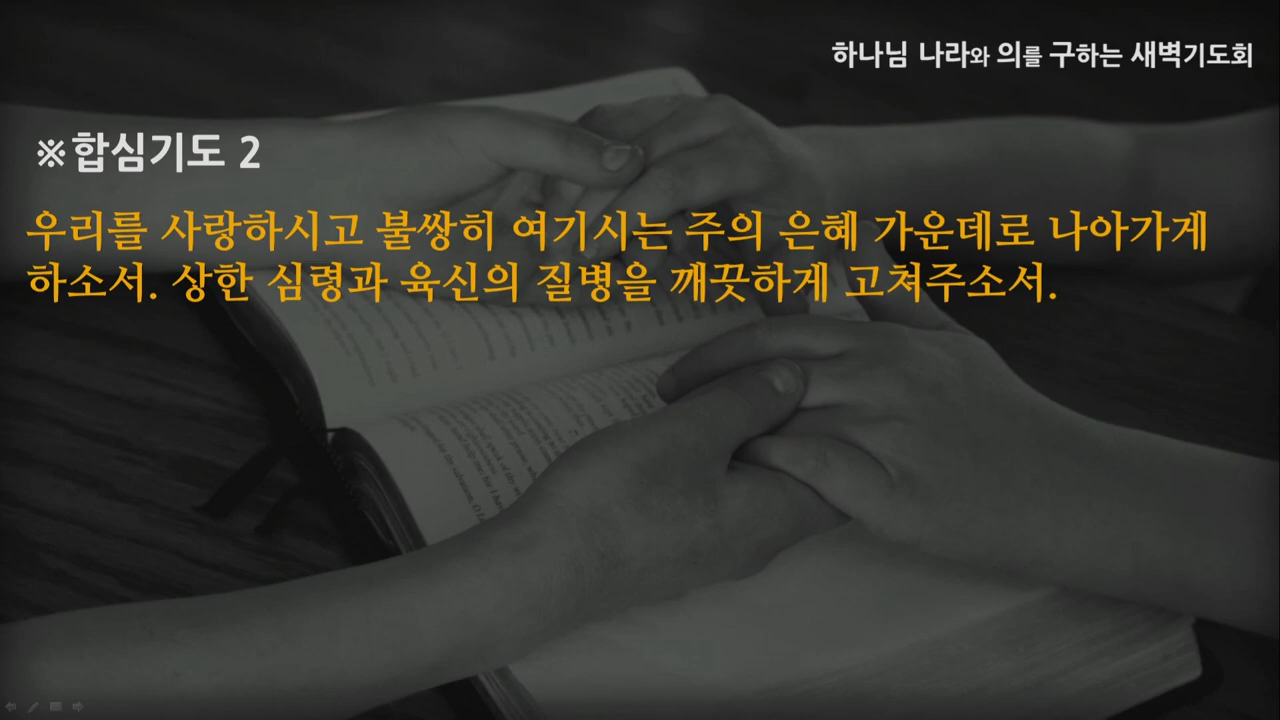 하나님 나라와 의를 구하는 새벽기도회
※합심기도 2
우리를 사랑하시고 불쌍히 여기시는 주의 은혜 가운데로 나아가게
하소서. 상한 심령과 육신의 질병을 깨끗하게 고쳐주소서.